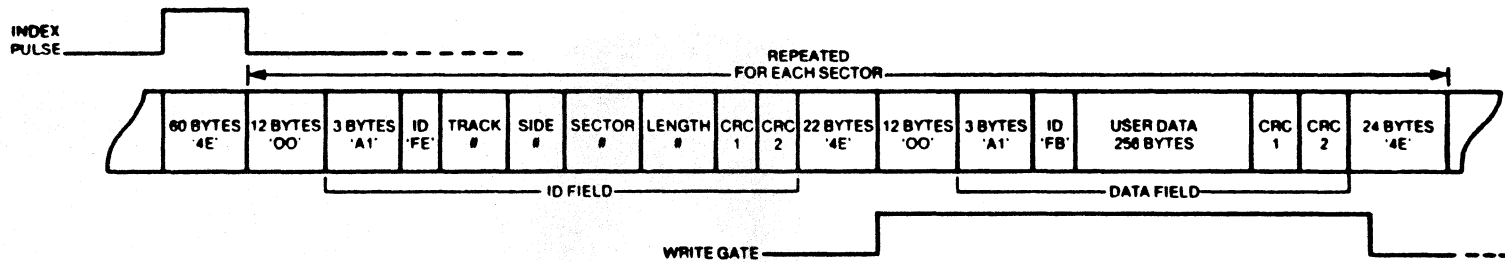 INDEX
PULSE
REPEATED
FOR EACH SECTOR
60 BYTES
'4E'
12 BYTES
'OO'
3 BYTES
'A1'
ID
'FE'
TRACK
#
SIDE
#
SECTOR
#
LENGTH
#
CRC
1
CRC
2
22 BYTES
'4E'
12 BYTES
'OO'
3 BYTES
'A1'
ID
'FB'
USER DATA
256 BYTES
CRC
1
CRC
2
24 BYTES
'4E'
ID FIELD
DATA FIELD
WRITE GATE